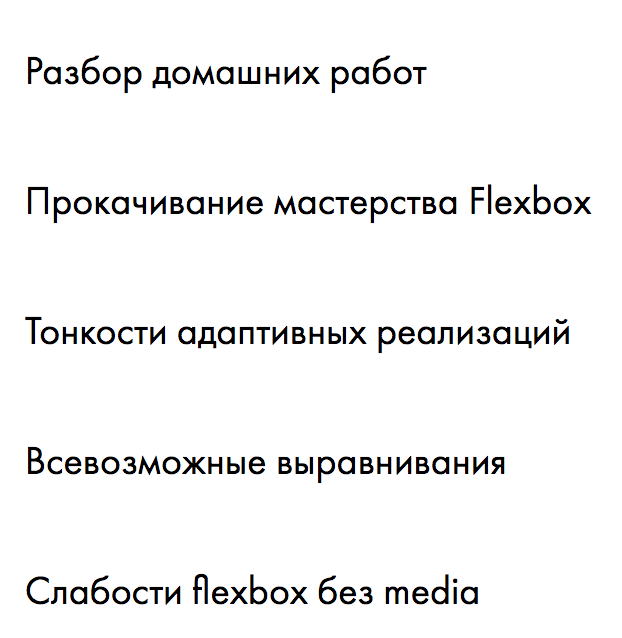 Разбор домашних работ
Прокачивание мастерства Flexbox
Тонкости адаптивных реализаций
Всевозможные выравнивания
Слабости flexbox без media